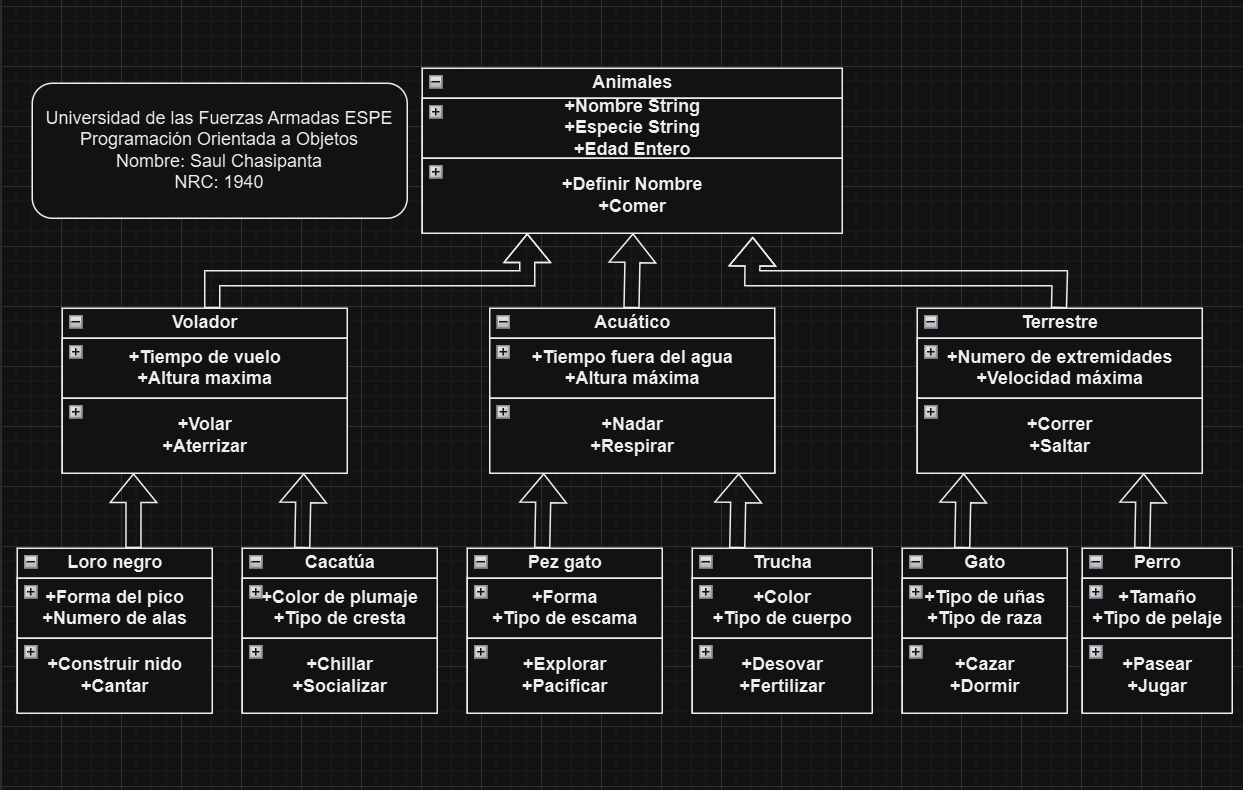 Universidad de las Fuerzas Armadas ESPE
Programación Orientada a Objetos
Nombre: Saul Chasipanta
NRC: 1940
Animales
+Nombre String
+Especie String
+Edad Entero
+Definir Nombre
+Comer
Volador
+Tiempo de vuelo
+Altura maxima
+Volar
+Aterrizar
Acuático
+Tiempo fuera del agua
+Altura máxima
+Nadar
+Respirar
Terrestre
+Numero de extremidades
+Velocidad máxima
+Correr
+Saltar
Loro negro
+Forma del pico
+Numero de alas
+Construir nido
+Cantar
Cacatúa
+Color de plumaje
+Tipo de cresta
+Chillar
+Socializar
Pez gato
+Forma
+Tipo de escama
+Explorar
+Pacificar
Trucha
+Color
+Tipo de cuerpo
+Desovar
+Fertilizar
Gato
+Tipo de uñas
+Tipo de raza
+Cazar
+Dormir
Perro
+Tamaño
+Tipo de pelaje
+Pasear
+Jugar